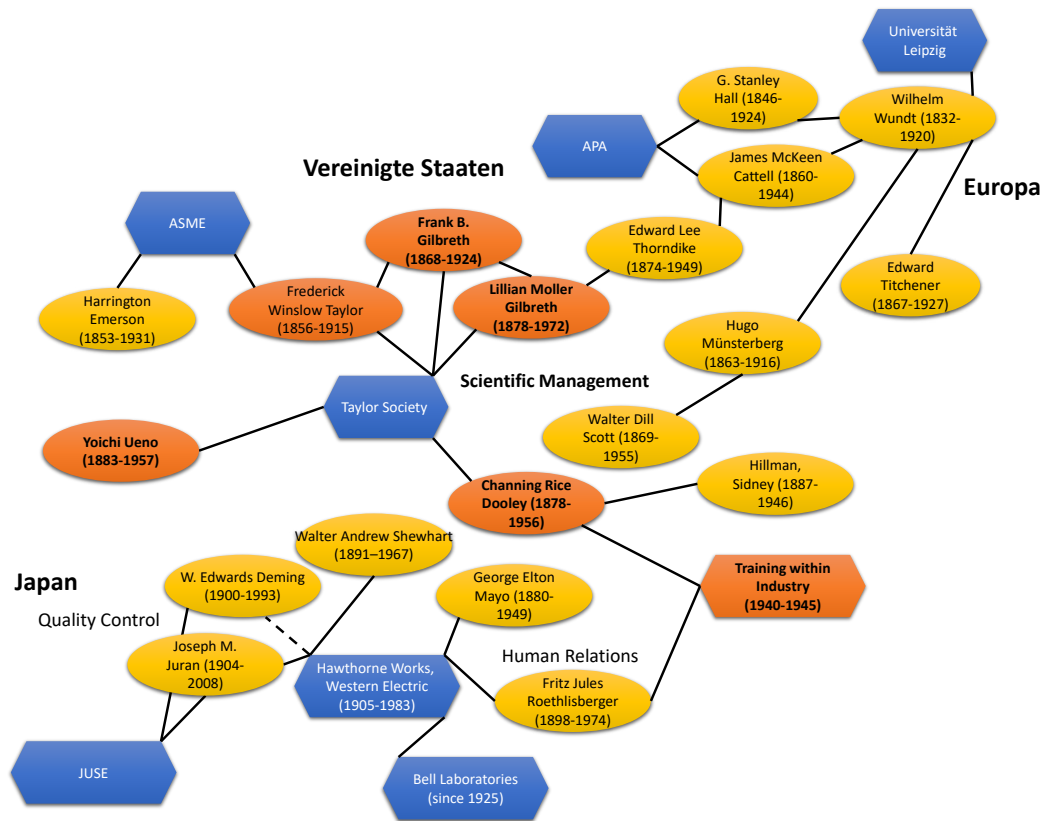 Universität
Leipzig
G. Stanley
Hall (1846-
1924)
Wilhelm
Wundt (1832-
1920)
APA
James McKeen
Cattell (1860-
1944)
Vereinigte Staaten
Europa
ASME
Frank B.
Gilbreth
(1868-1924)
Edward Lee
Thorndike
(1874-1949)
Edward
Titchener
(1867-1927)
Harrington
Emerson
(1853-1931)
Frederick
Winslow Taylor
(1856-1915)
Lillian Moller
Gilbreth
(1878-1972)
Hugo
Münsterberg
(1863-1916)
Scientific Management
Taylor Society
Yoichi Ueno
(1883-1957)
Walter Dill
Scott (1869-
1955)
Hillman,
Sidney (1887-
1946)
Channing Rice
Dooley (1878-
1956)
Walter Andrew Shewhart
(1891–1967)
Japan
W. Edwards Deming
(1900-1993)
George Elton
Mayo (1880-
1949)
Training within
Industry
(1940-1945)
Quality Control
Joseph M.
Juran (1904-
2008)
Hawthorne Works,
Western Electric
(1905-1983)
Human Relations
Fritz Jules
Roethlisberger
(1898-1974)
JUSE
Bell Laboratories
(since 1925)